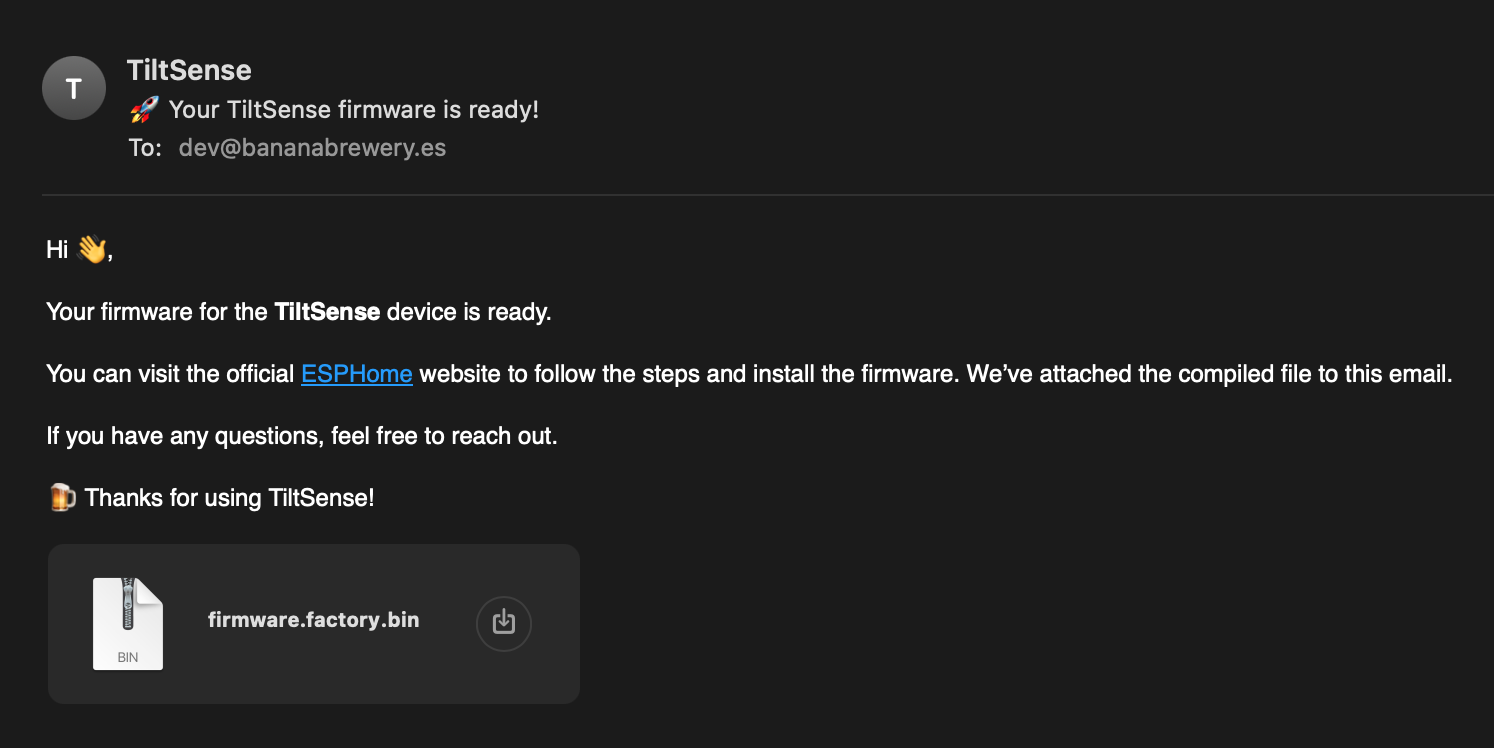 T
TiltSense
🚀 Your TiltSense firmware is ready!
To: dev@bananabrewery.es
Hi 👋,
Your firmware for the TiltSense device is ready.
You can visit the official ESPHome website to follow the steps and install the firmware. We’ve attached the compiled file to this email.
If you have any questions, feel free to reach out.
🍺 Thanks for using TiltSense!
firmware.factory.bin
BIN